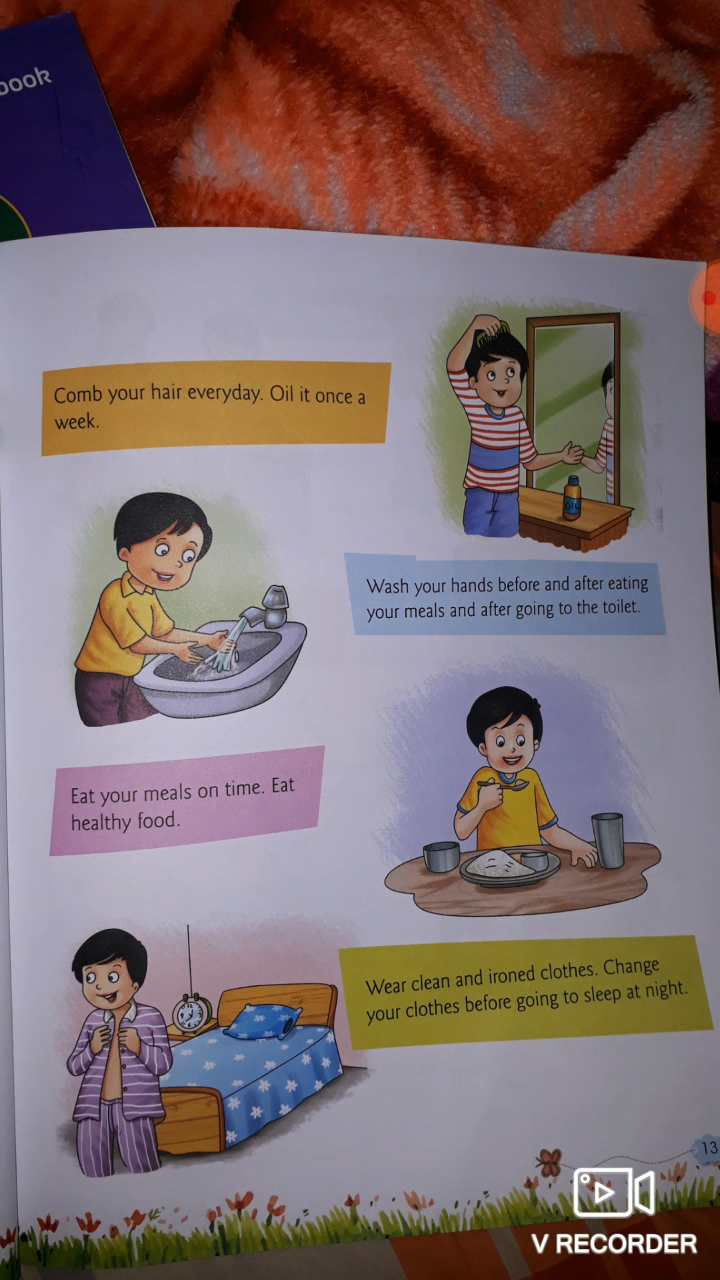 book
Comb your hair everyday. Oil it once a
week.
OIL
Wash your hands before and after eating
your meals and after going to the toilet.
Eat your meals on time. Eat
healthy food.
Wear clean and ironed clothes. Change
your clothes before going to sleep at night.
13
V RECORDER